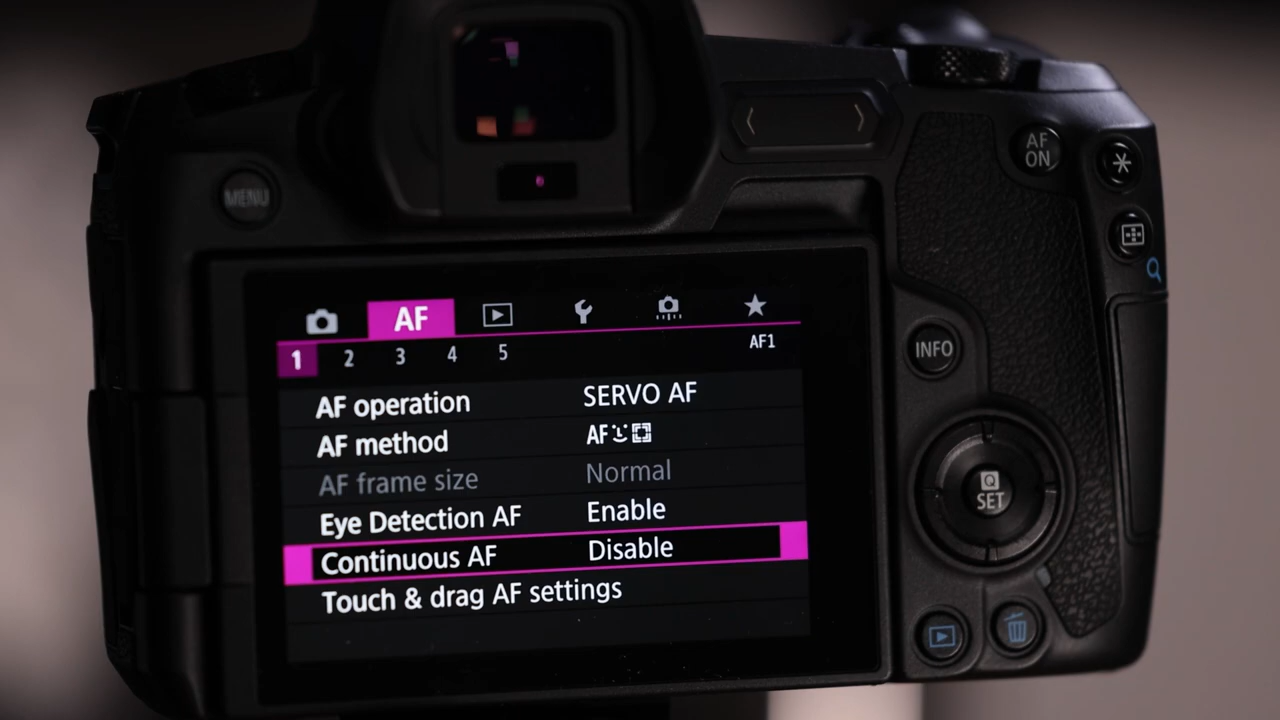 MENU
AF ON
INFO
Q
SET
AF
1 2 3 4 5 AF1
AF operation SERVO AF
AF method AF
AF frame size Normal
Eye Detection AF Enable
Continuous AF Disable
Touch & drag AF settings